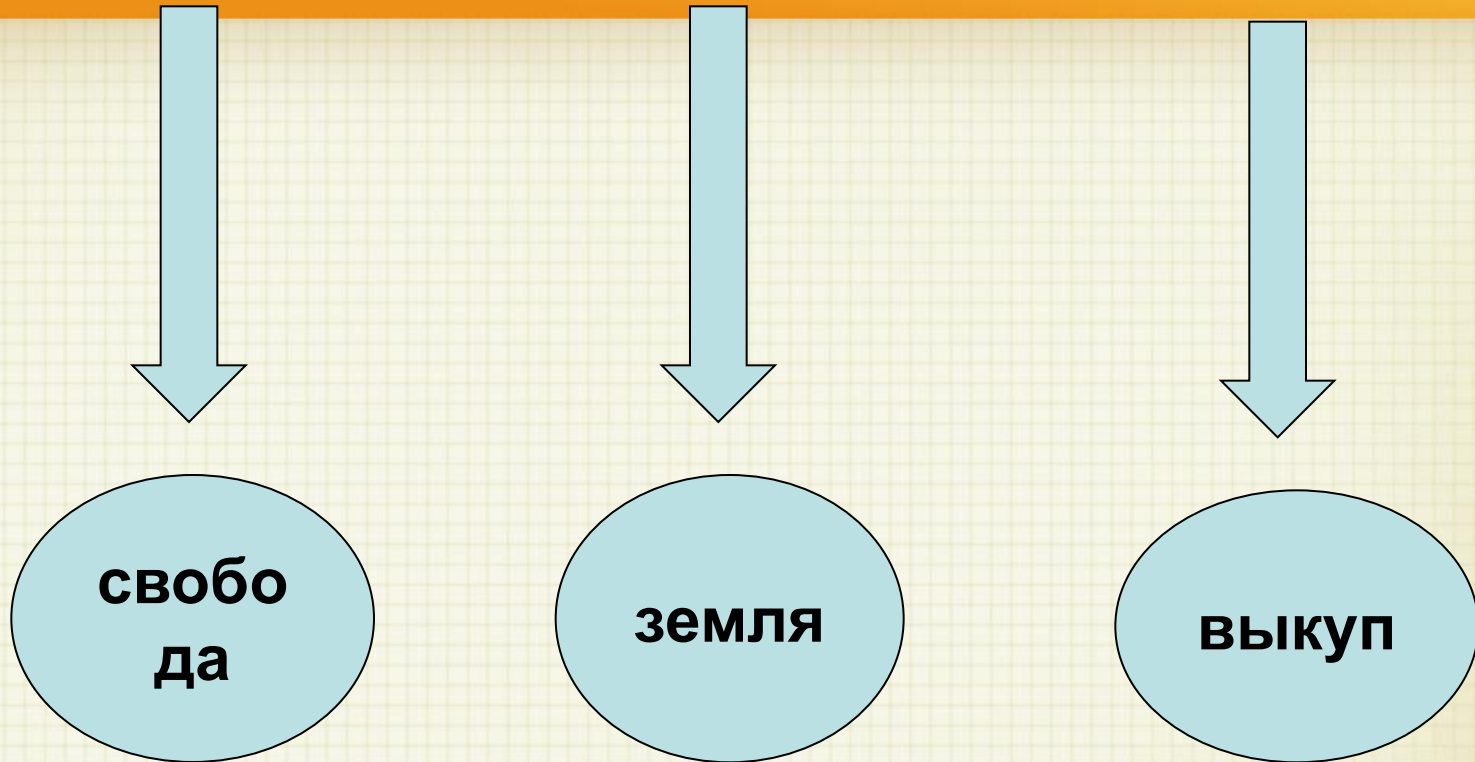 свобо
да
земля
выкуп